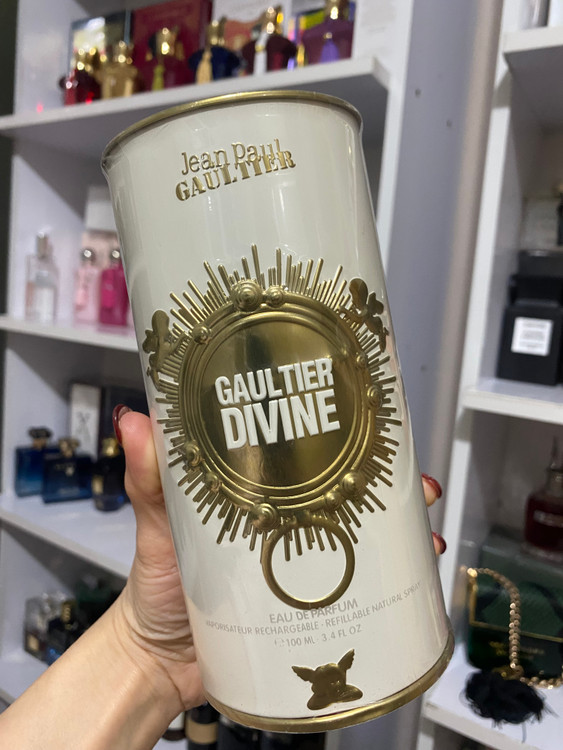 Jean Paul
GAULTIER
GAULTIER
DIVINE
EAU DE PARFUM
VAPORISATEUR RECHARGEABLE - REFILLABLE NATURAL SPRAY
℮ 100 ML - 3.4 FL OZ